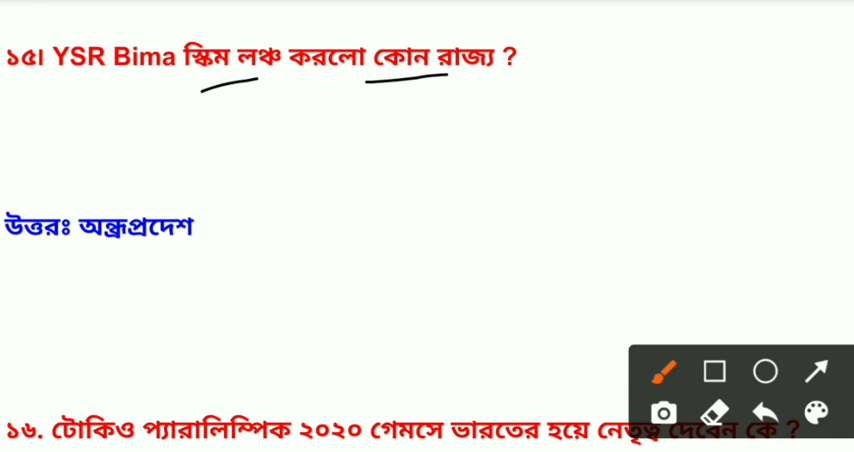 ১৫। YSR Bima স্কিম লঞ্চ করলো কোন রাজ্য ?
উত্তরঃ অন্ধ্রপ্রদেশ
১৬. টোকিও প্যারালিম্পিক ২০২০ গেমসে ভারতের হয়ে নেতৃত্ব দেবেন কে ?